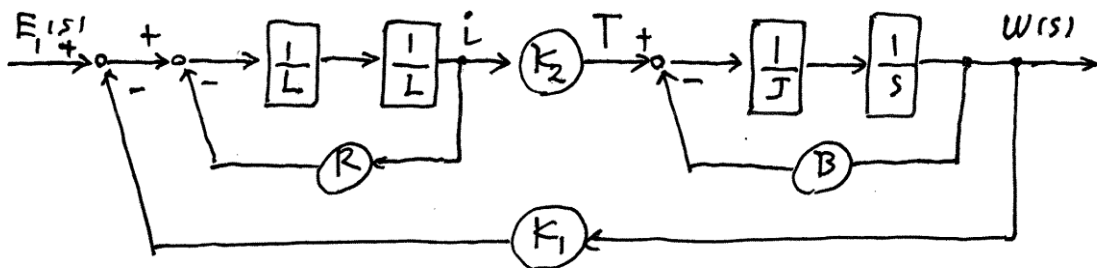 E₁(s) + - + - 1/L 1/L i K₂ T + - 1/J 1/s W(s)
R B
K₁